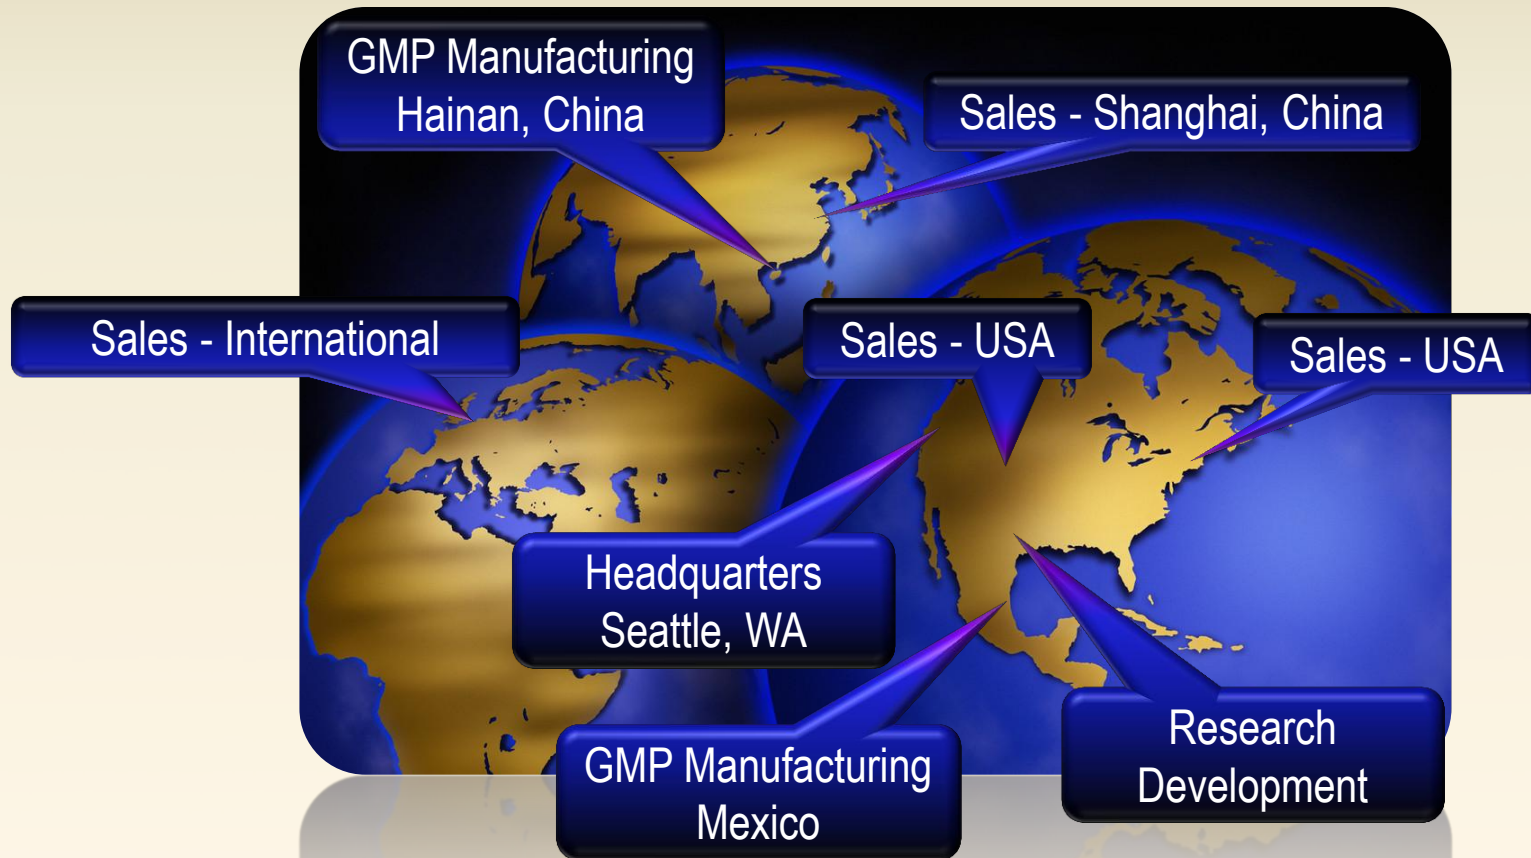 GMP Manufacturing
Hainan, China
Sales - Shanghai, China
Sales - International
Sales - USA
Sales - USA
Headquarters
Seattle, WA
GMP Manufacturing
Mexico
Research
Development